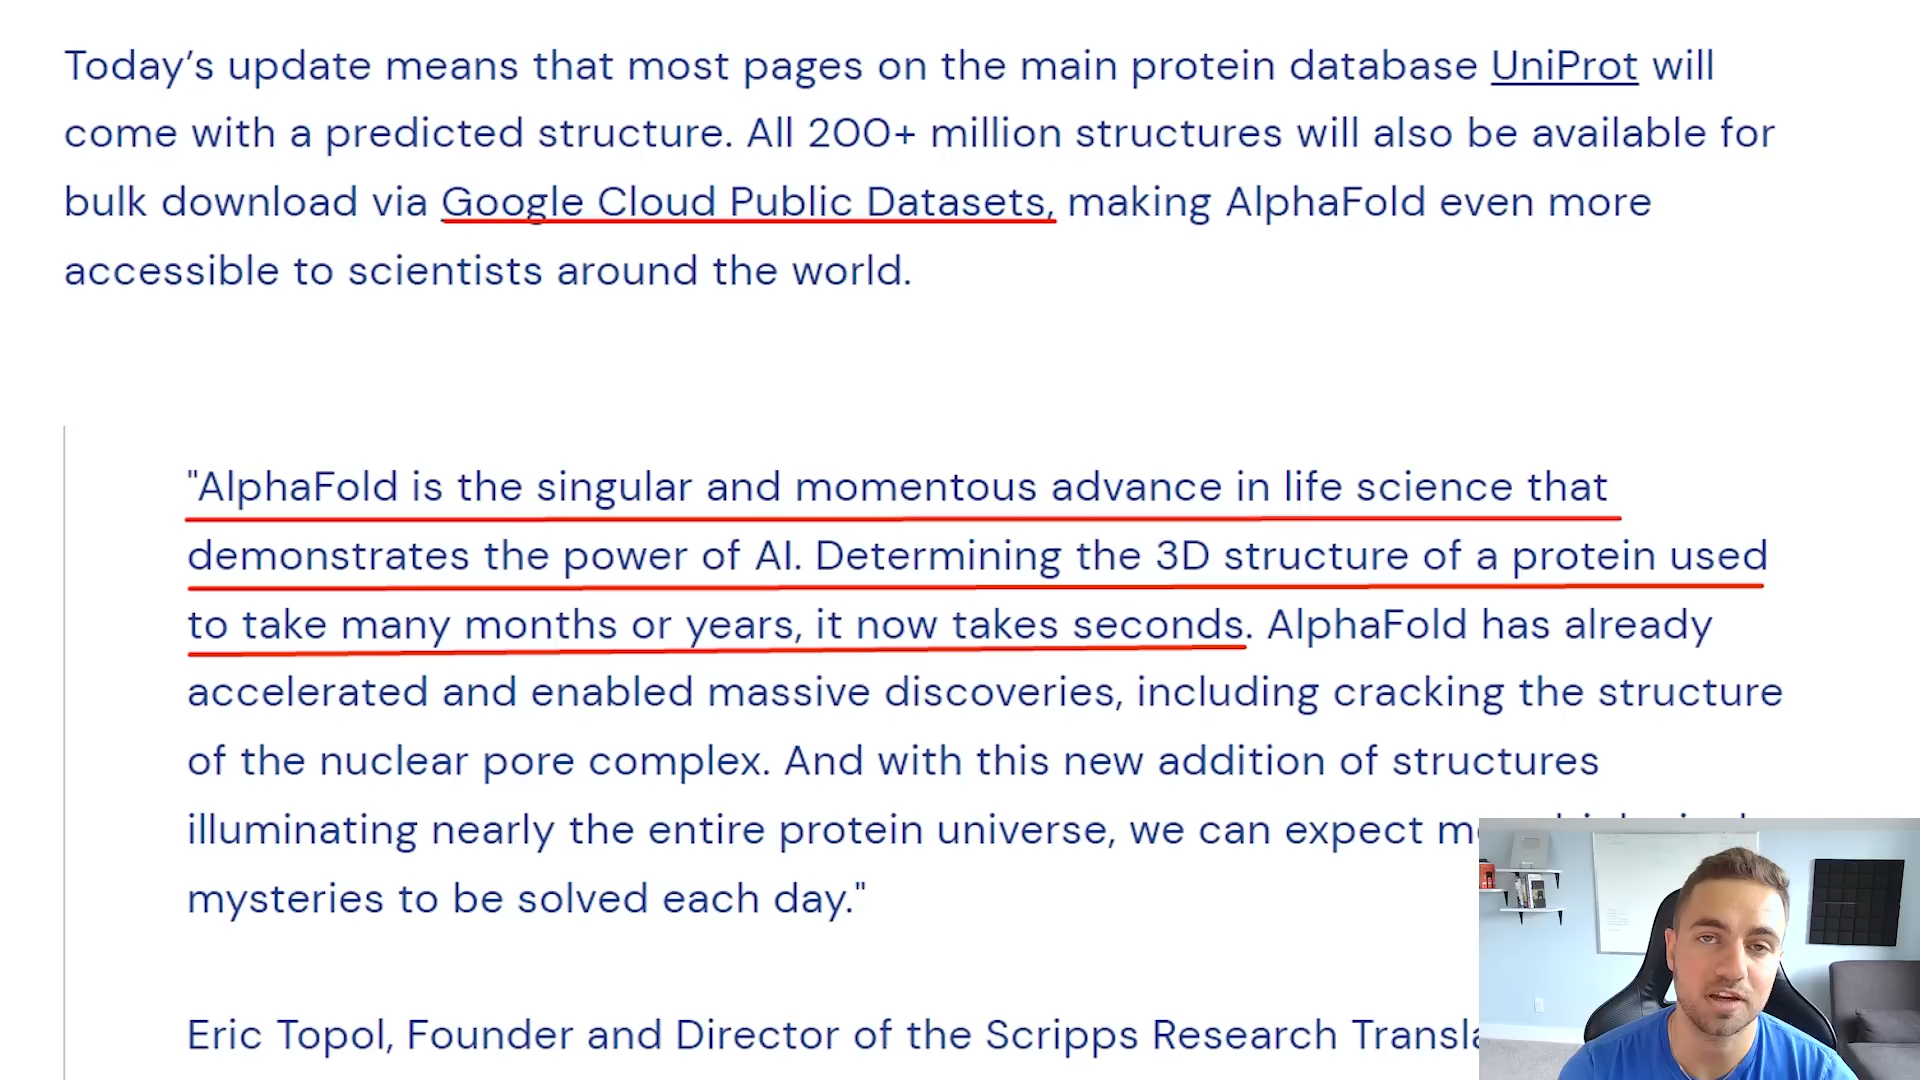 Today’s update means that most pages on the main protein database UniProt will
come with a predicted structure. All 200+ million structures will also be available for
bulk download via Google Cloud Public Datasets, making AlphaFold even more
accessible to scientists around the world.
"AlphaFold is the singular and momentous advance in life science that
demonstrates the power of AI. Determining the 3D structure of a protein used
to take many months or years, it now takes seconds. AlphaFold has already
accelerated and enabled massive discoveries, including cracking the structure
of the nuclear pore complex. And with this new addition of structures
illuminating nearly the entire protein universe, we can expect
mysteries to be solved each day."
Eric Topol, Founder and Director of the Scripps Research